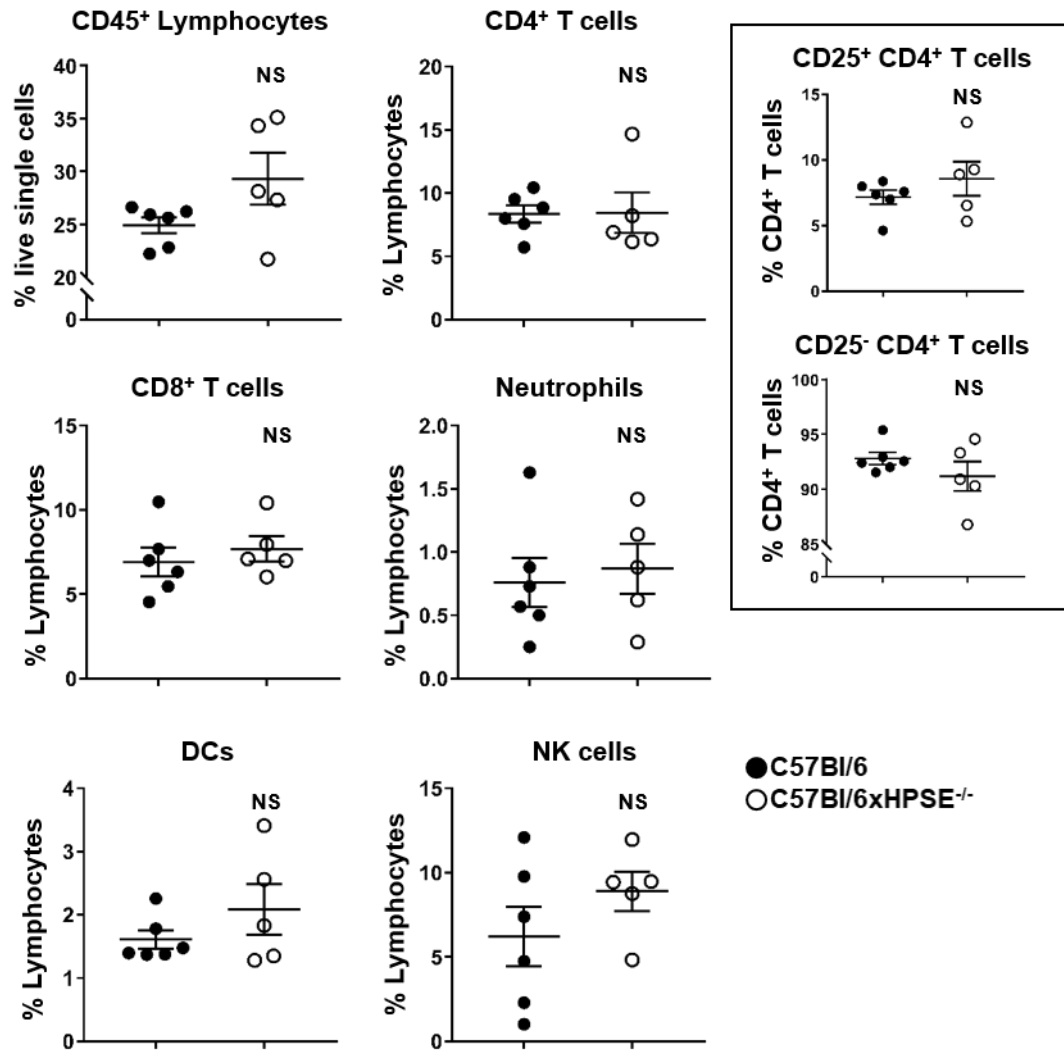 CD45⁺ Lymphocytes
% live single cells
40
35
30
25
20
0
NS
CD4⁺ T cells
% Lymphocytes
20
15
10
5
0
NS
CD25⁺ CD4⁺ T cells
% CD4⁺ T cells
15
10
5
0
NS
CD25⁻ CD4⁺ T cells
% CD4⁺ T cells
100
95
90
85
0
NS
CD8⁺ T cells
% Lymphocytes
15
10
5
0
NS
Neutrophils
% Lymphocytes
2.0
1.5
1.0
0.5
0.0
NS
DCs
% Lymphocytes
4
3
2
1
0
NS
NK cells
% Lymphocytes
15
10
5
0
NS
C57Bl/6
C57Bl/6xHPSE⁻/⁻